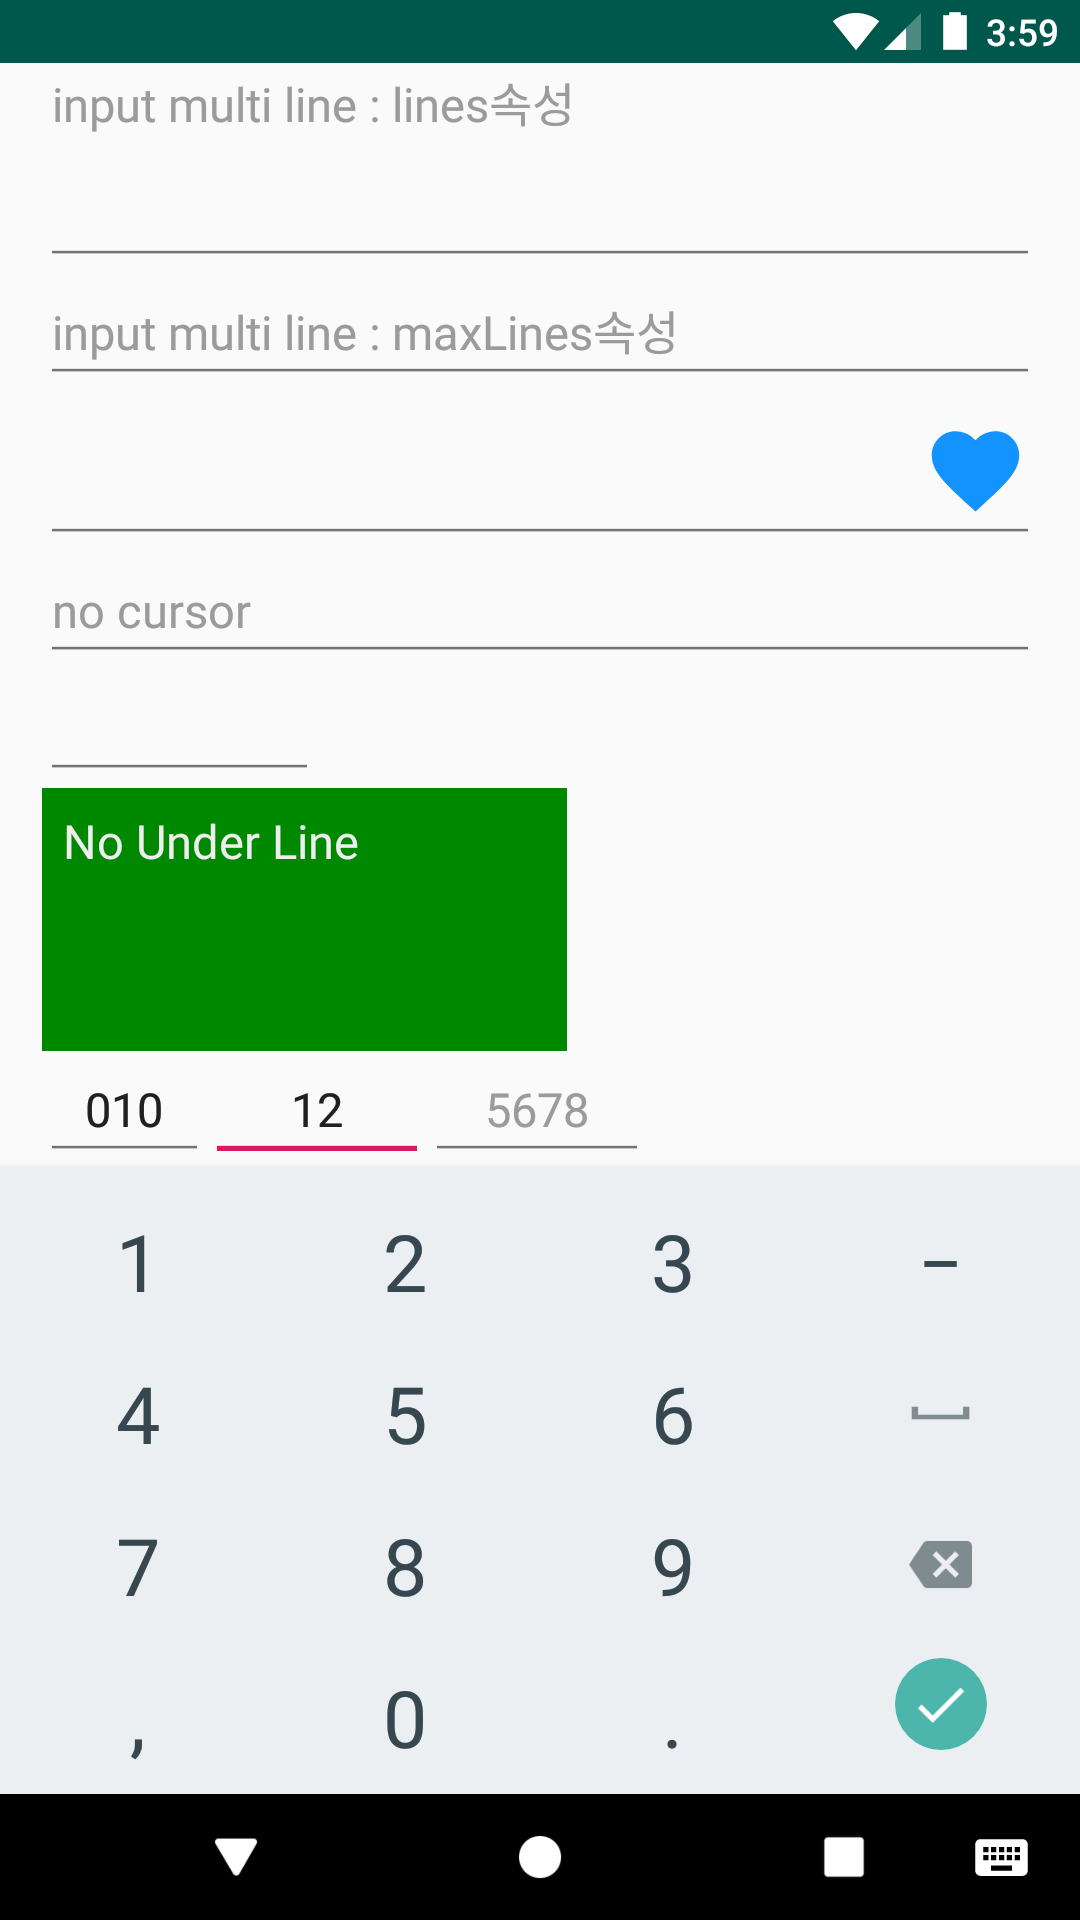 3:59
input multi line : lines속성
input multi line : maxLines속성
no cursor
No Under Line
010 12 5678
1 2 3 –
4 5 6
7 8 9
, 0 .